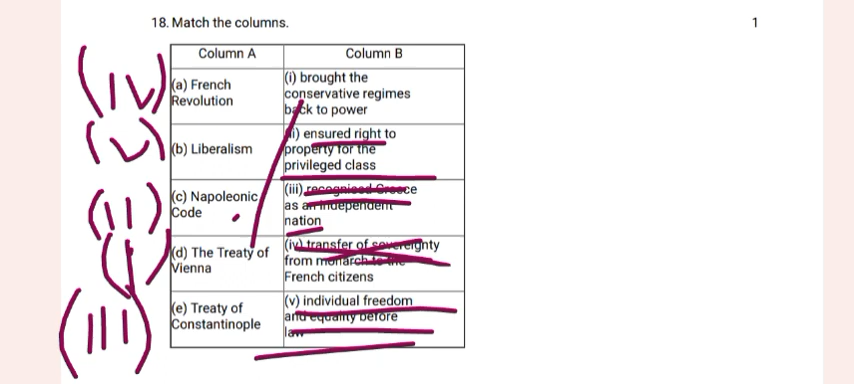 18. Match the columns. 1
Column A Column B
(iv) (a) French (i) brought the
Revolution conservative regimes
back to power
(v) (b) Liberalism (ii) ensured right to
property for the
privileged class
(ii) (c) Napoleonic (iii) recognised Greece
Code as an independent
nation
(i) (d) The Treaty of (iv) transfer of sovereignty
Vienna from monarch to the
French citizens
(iii) (e) Treaty of (v) individual freedom
Constantinople and equality before
law